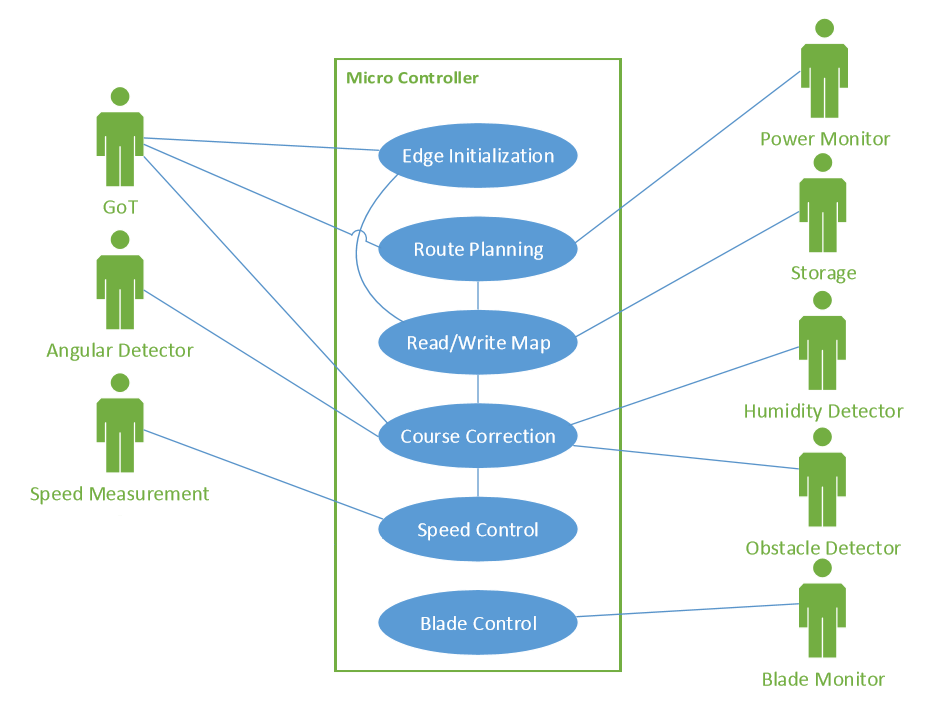 Micro Controller
GoT
Angular Detector
Speed Measurement
Edge Initialization
Route Planning
Read/Write Map
Course Correction
Speed Control
Blade Control
Power Monitor
Storage
Humidity Detector
Obstacle Detector
Blade Monitor